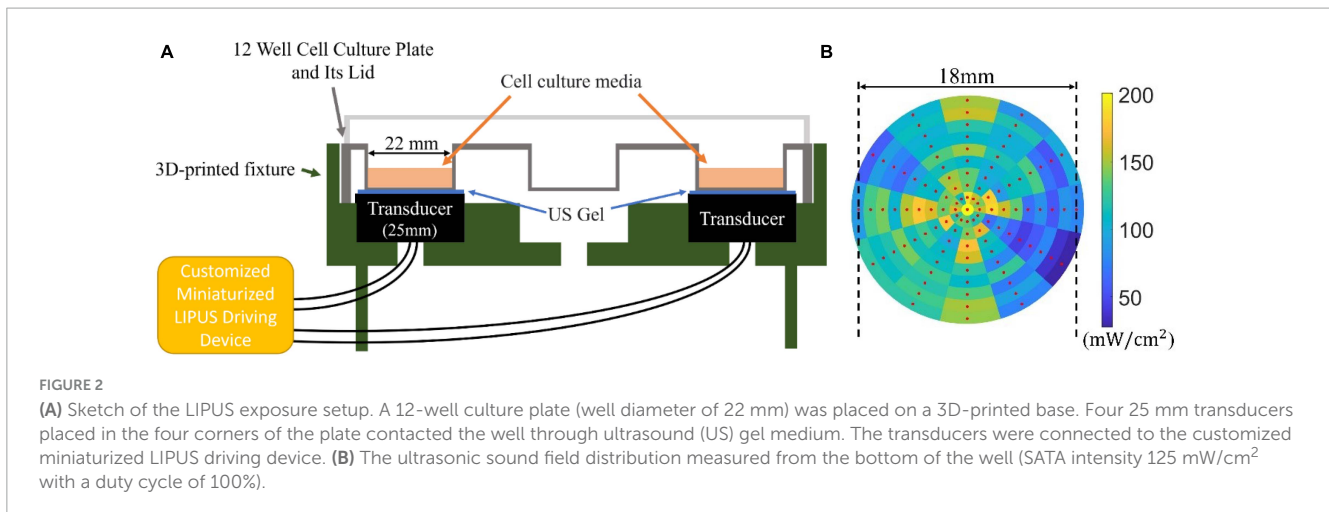 A
12 Well Cell Culture Plate
and Its Lid
Cell culture media
22 mm
3D-printed fixture
Transducer
(25mm)
US Gel
Transducer
Customized
Miniaturized
LIPUS Driving
Device
B
18mm
200
150
100
50
(mW/cm²)
FIGURE 2
(A) Sketch of the LIPUS exposure setup. A 12-well culture plate (well diameter of 22 mm) was placed on a 3D-printed base. Four 25 mm transducers
placed in the four corners of the plate contacted the well through ultrasound (US) gel medium. The transducers were connected to the customized
miniaturized LIPUS driving device. (B) The ultrasonic sound field distribution measured from the bottom of the well (SATA intensity 125 mW/cm²
with a duty cycle of 100%).